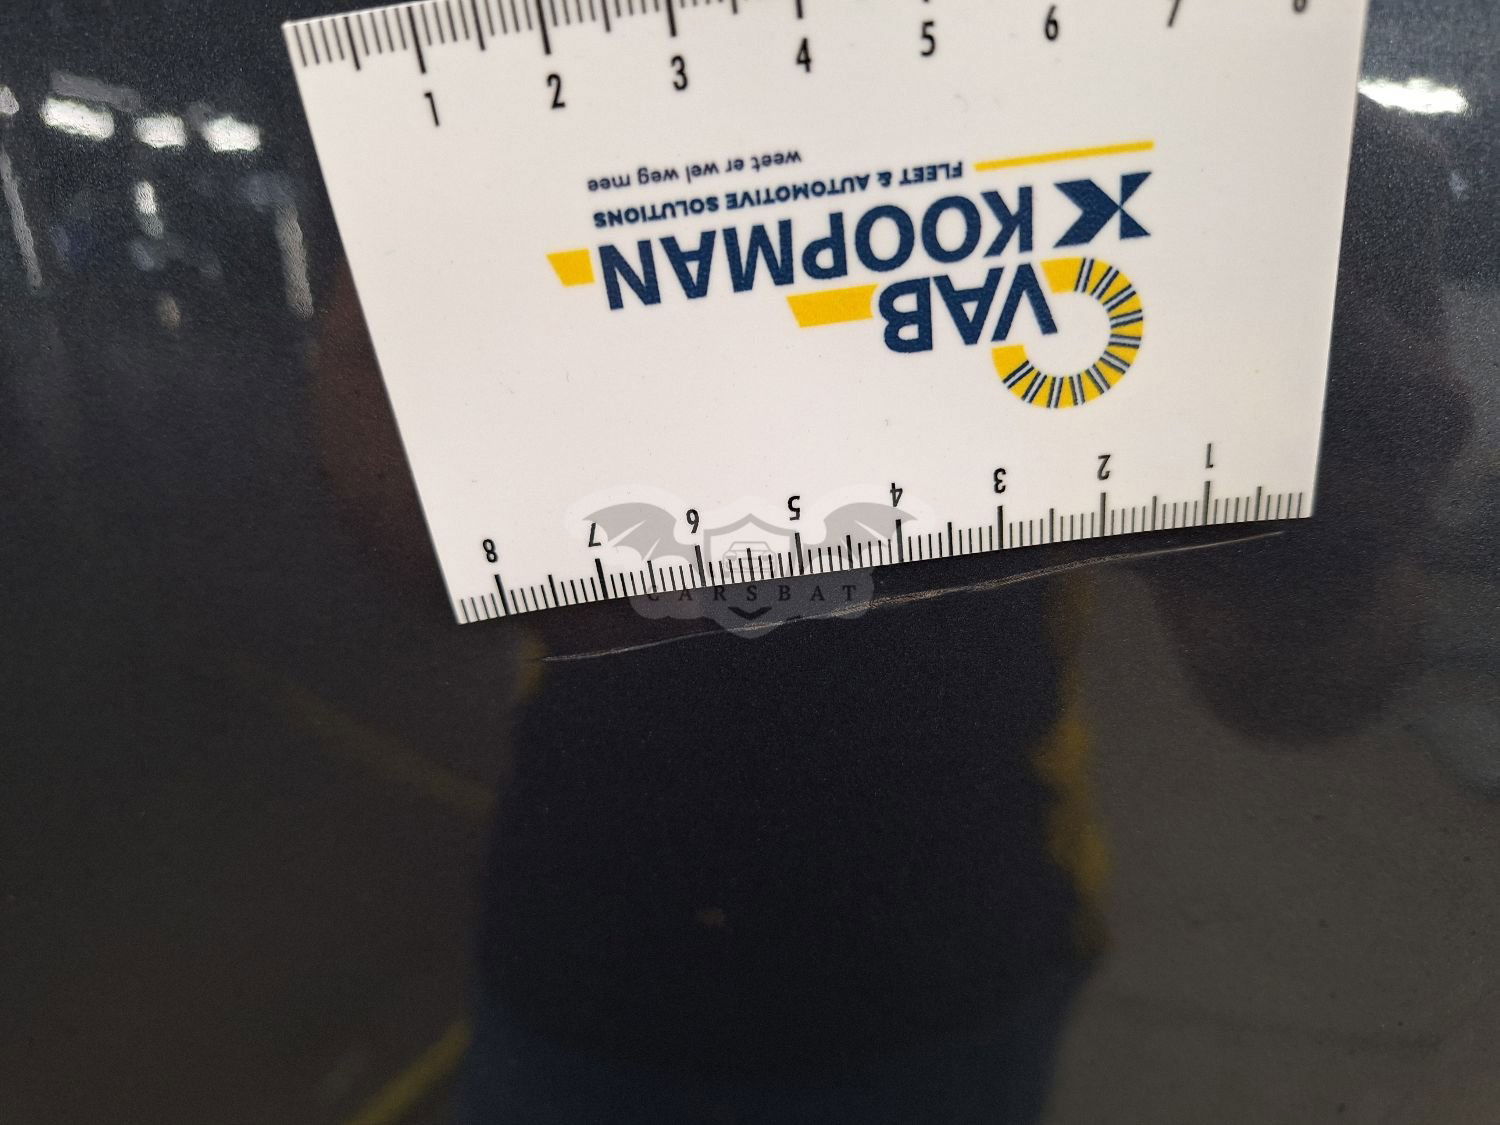 1 2 3 4 5 6 7 8
VAB
KOOPMAN
FLEET & AUTOMOTIVE SOLUTIONS
weet er wel weg mee
8 7 6 5 4 3 2 1
CARSBAT